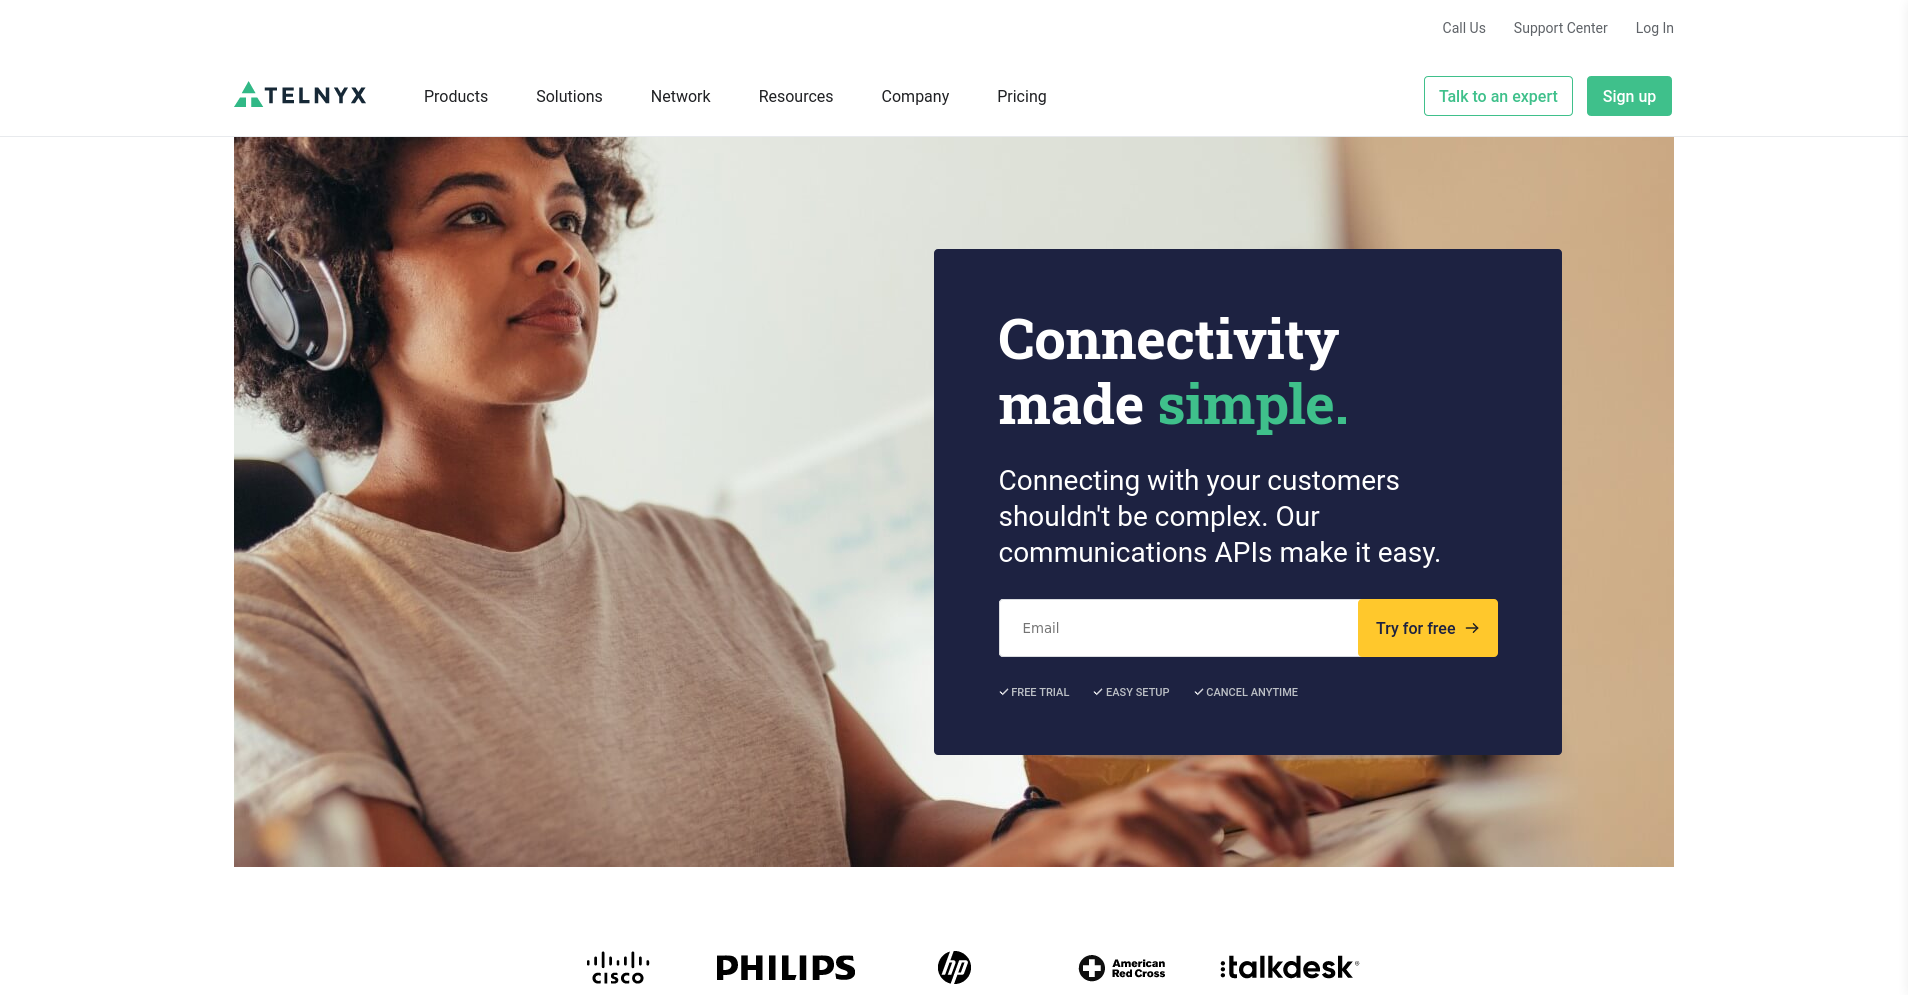 Call Us Support Center Log In
TELNYX Products Solutions Network Resources Company Pricing Talk to an expert Sign up
Connectivity
made simple.
Connecting with your customers
shouldn't be complex. Our
communications APIs make it easy.
Email Try for free →
✓ FREE TRIAL ✓ EASY SETUP ✓ CANCEL ANYTIME
CISCO PHILIPS hp American Red Cross :talkdesk®